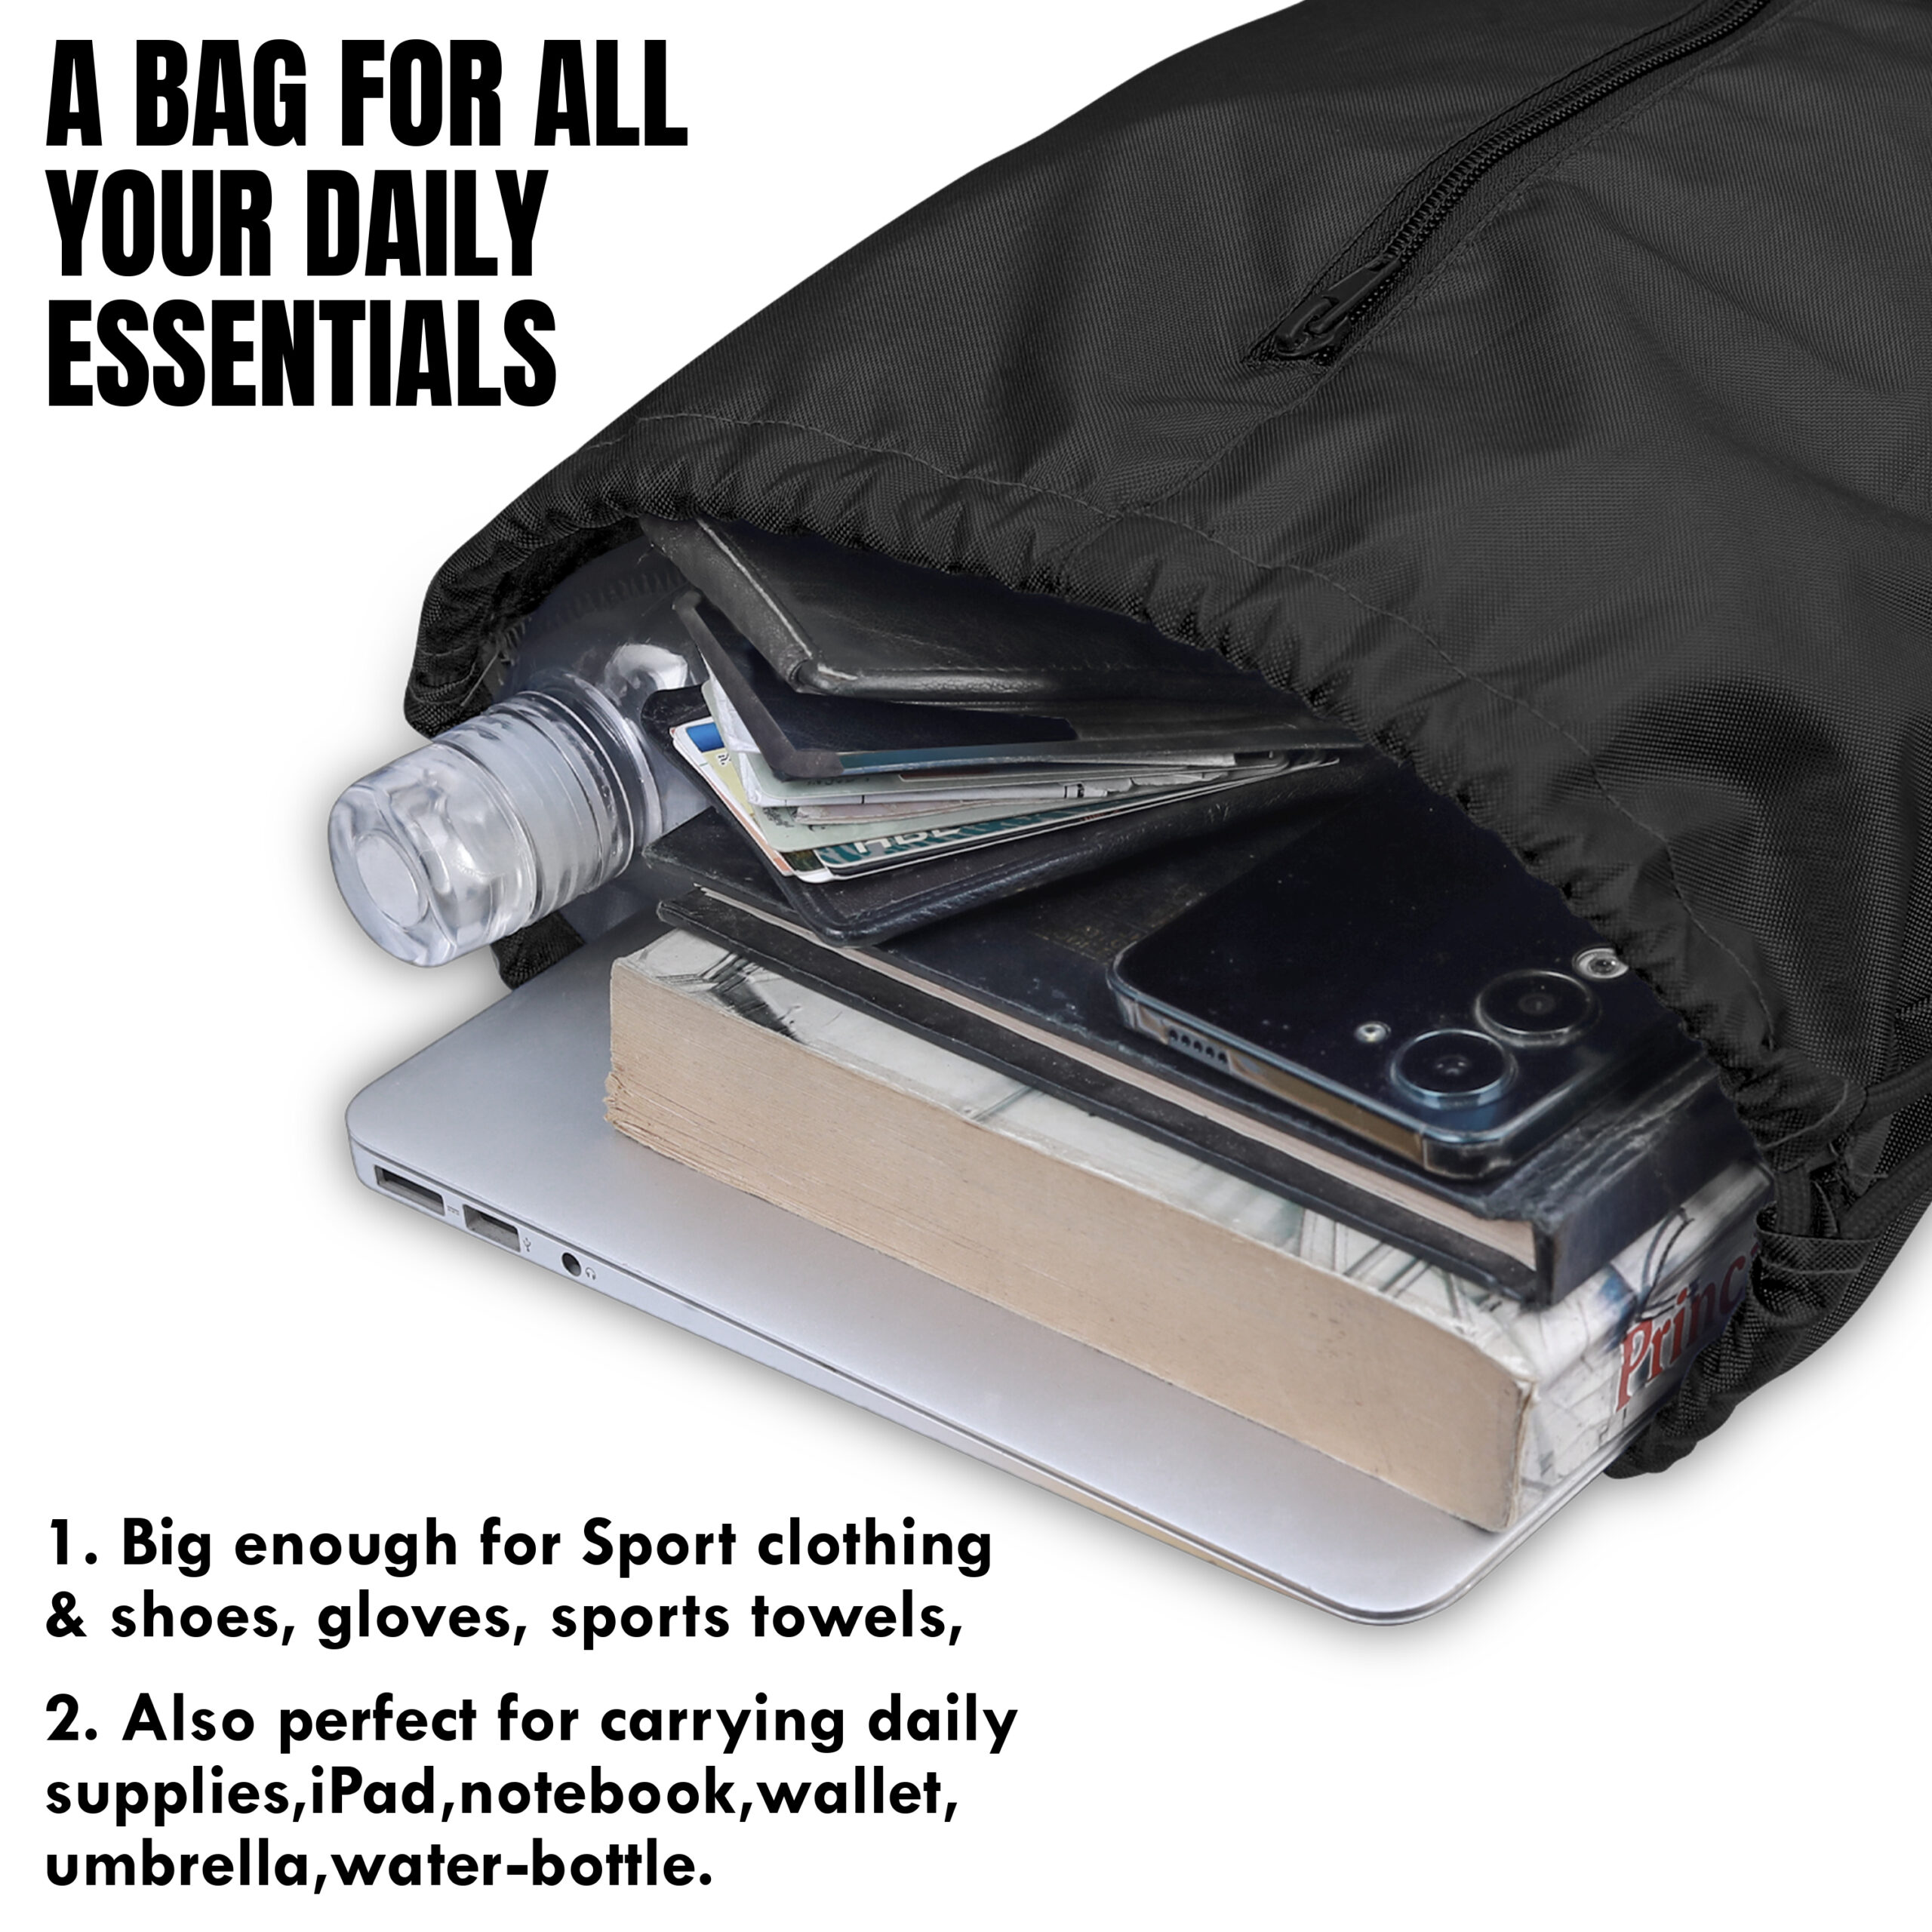 A BAG FOR ALL
YOUR DAILY
ESSENTIALS
1. Big enough for Sport clothing
& shoes, gloves, sports towels,
2. Also perfect for carrying daily
supplies,iPad,notebook,wallet,
umbrella,water-bottle.
Princ